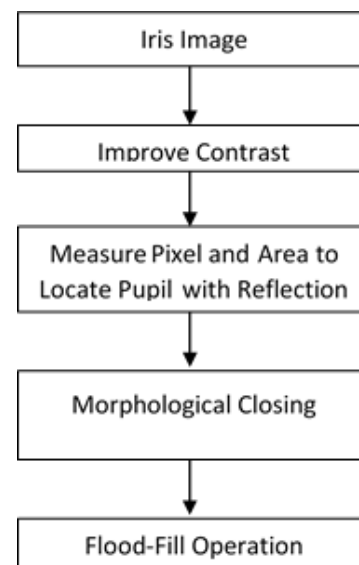 Iris Image
Improve Contrast
Measure Pixel and Area to
Locate Pupil with Reflection
Morphological Closing
Flood-Fill Operation